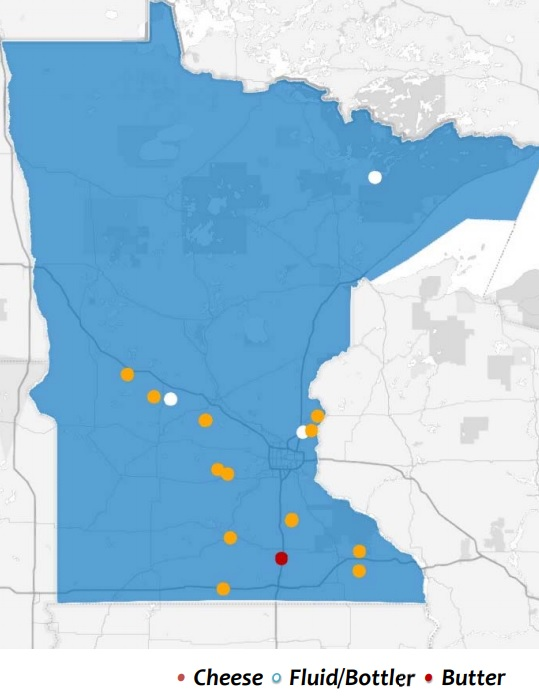 • Cheese ○ Fluid/Bottler • Butter